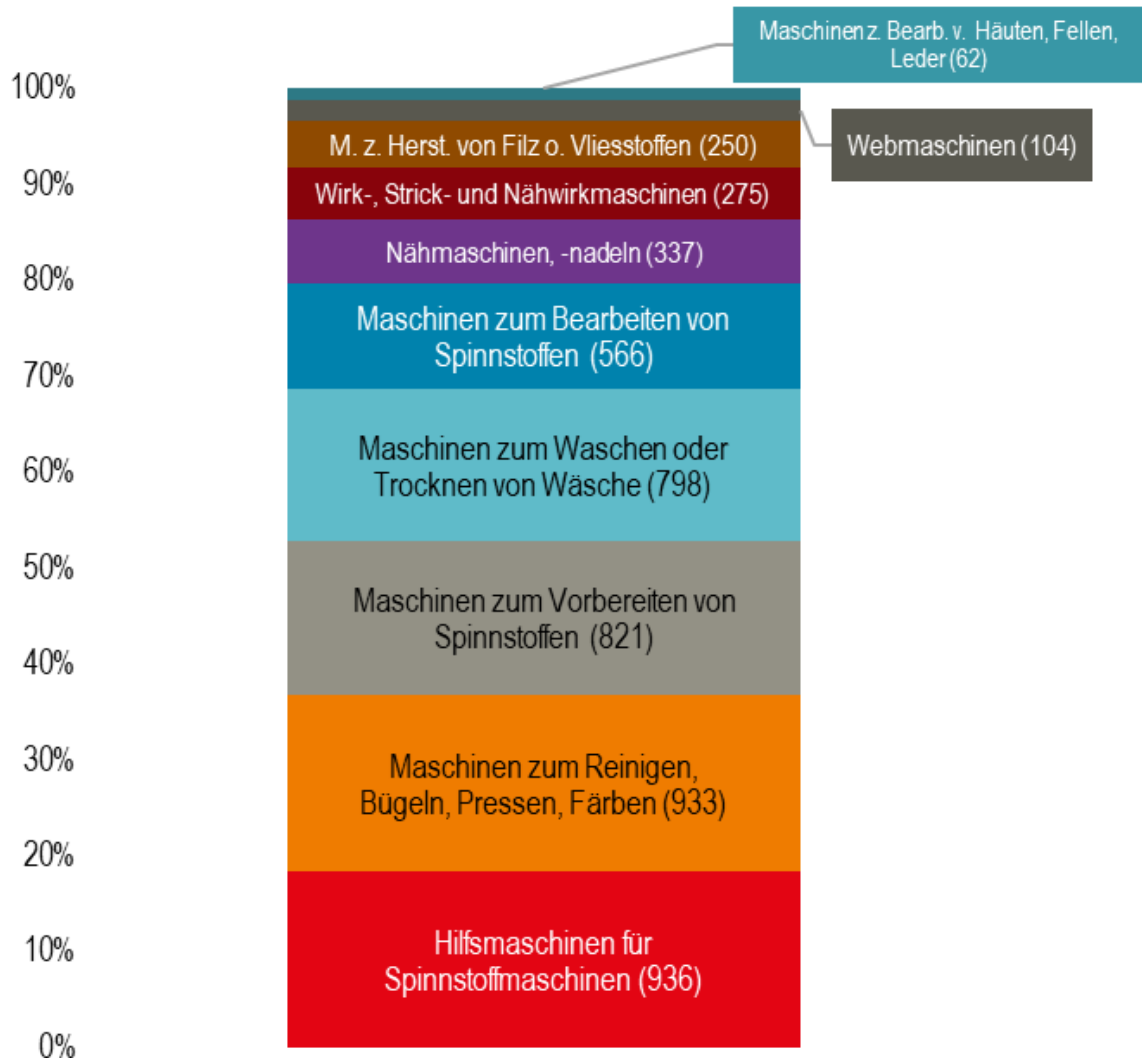 Maschinen z. Bearb. v. Häuten, Fellen,
Leder (62)
100%
M. z. Herst. von Filz o. Vliesstoffen (250)
Webmaschinen (104)
90%
Wirk-, Strick- und Nähwirkmaschinen (275)
Nähmaschinen, -nadeln (337)
80%
Maschinen zum Bearbeiten von
Spinnstoffen (566)
70%
Maschinen zum Waschen oder
Trocknen von Wäsche (798)
60%
50%
Maschinen zum Vorbereiten von
Spinnstoffen (821)
40%
30%
Maschinen zum Reinigen,
Bügeln, Pressen, Färben (933)
20%
Hilfsmaschinen für
Spinnstoffmaschinen (936)
10%
0%